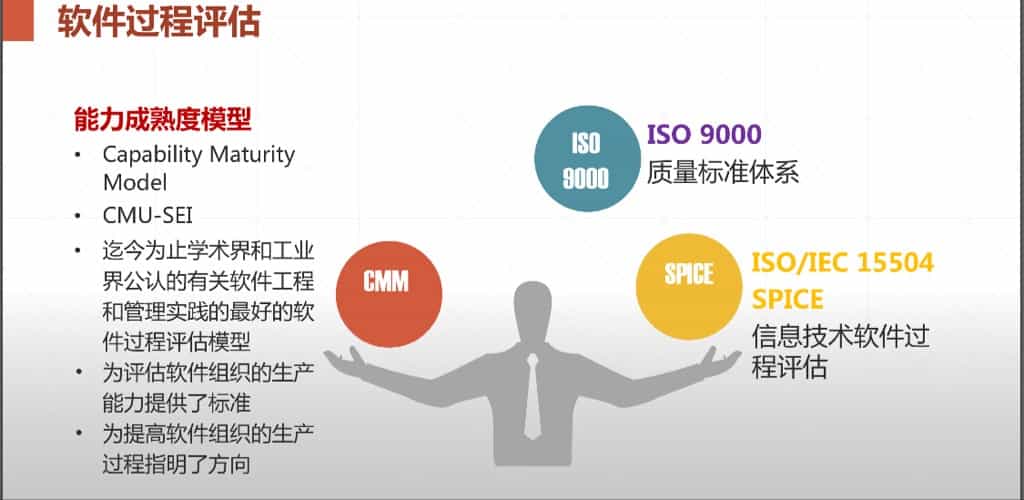 软件过程评估
能力成熟度模型
• Capability Maturity
Model
• CMU-SEI
• 迄今为止学术界和工业
界公认的有关软件工程
和管理实践的最好的软
件过程评估模型
• 为评估软件组织的生产
能力提供了标准
• 为提高软件组织的生产
过程指明了方向
CMM
ISO
9000
ISO 9000
质量标准体系
SPICE
ISO/IEC 15504
SPICE
信息技术软件过
程评估